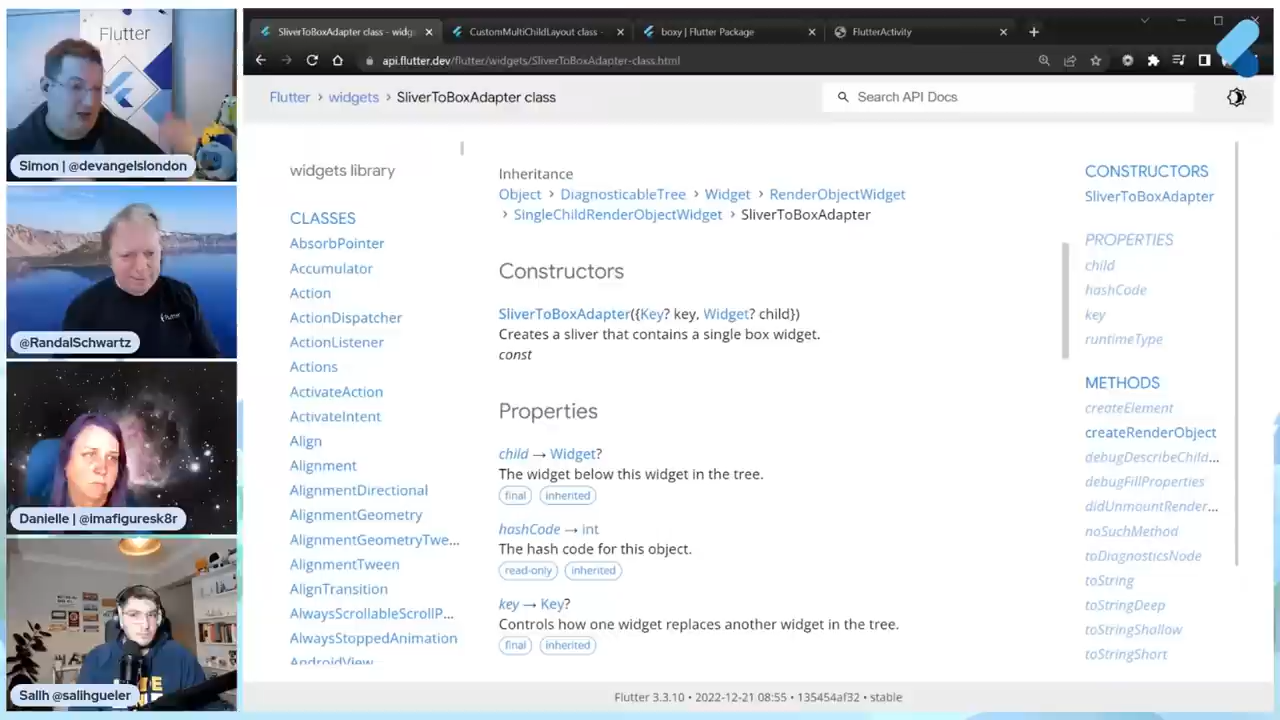 Flutter
Simon | @devangelslondon
Flutter
@RandalSchwartz
Danielle | @imafiguresk8r
Salih @salihgueler
SliverToBoxAdapter class - widg
CustomMultiChildLayout class -
boxy | Flutter Package
FlutterActivity
api.flutter.dev/flutter/widgets/SliverToBoxAdapter-class.html
Flutter > widgets > SliverToBoxAdapter class
Search API Docs
widgets library
CLASSES
AbsorbPointer
Accumulator
Action
ActionDispatcher
ActionListener
Actions
ActivateAction
ActivateIntent
Align
Alignment
AlignmentDirectional
AlignmentGeometry
AlignmentGeometryTwe...
AlignmentTween
AlignTransition
AlwaysScrollableScrollP...
AlwaysStoppedAnimation
AndroidView
Inheritance
Object > DiagnosticableTree > Widget > RenderObjectWidget
> SingleChildRenderObjectWidget > SliverToBoxAdapter
Constructors
SliverToBoxAdapter({Key? key, Widget? child})
Creates a sliver that contains a single box widget.
const
Properties
child → Widget?
The widget below this widget in the tree.
final inherited
hashCode → int
The hash code for this object.
read-only inherited
key → Key?
Controls how one widget replaces another widget in the tree.
final inherited
CONSTRUCTORS
SliverToBoxAdapter
PROPERTIES
child
hashCode
key
runtimeType
METHODS
createElement
createRenderObject
debugDescribeChild...
debugFillProperties
didUnmountRender...
noSuchMethod
toDiagnosticsNode
toString
toStringDeep
toStringShallow
toStringShort
Flutter 3.3.10 • 2022-12-21 08:55 • 135454af32 • stable